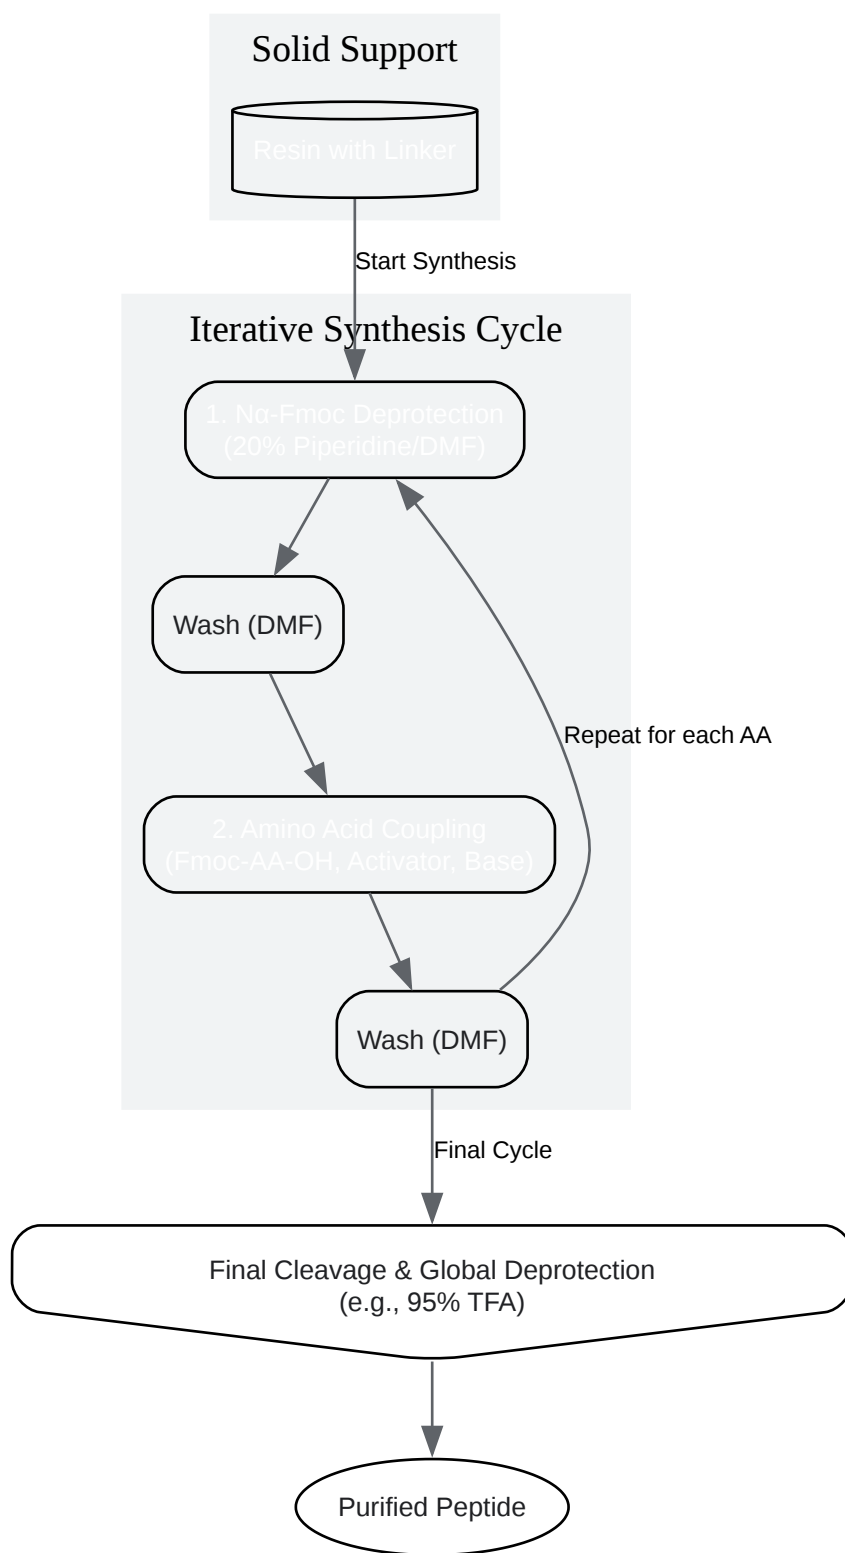 Solid Support
Resin with Linker
Start Synthesis
Iterative Synthesis Cycle
1. Nα-Fmoc Deprotection
(20% Piperidine/DMF)
Wash (DMF)
Repeat for each AA
2. Amino Acid Coupling
(Fmoc-AA-OH, Activator, Base)
Wash (DMF)
Final Cycle
Final Cleavage & Global Deprotection
(e.g., 95% TFA)
Purified Peptide